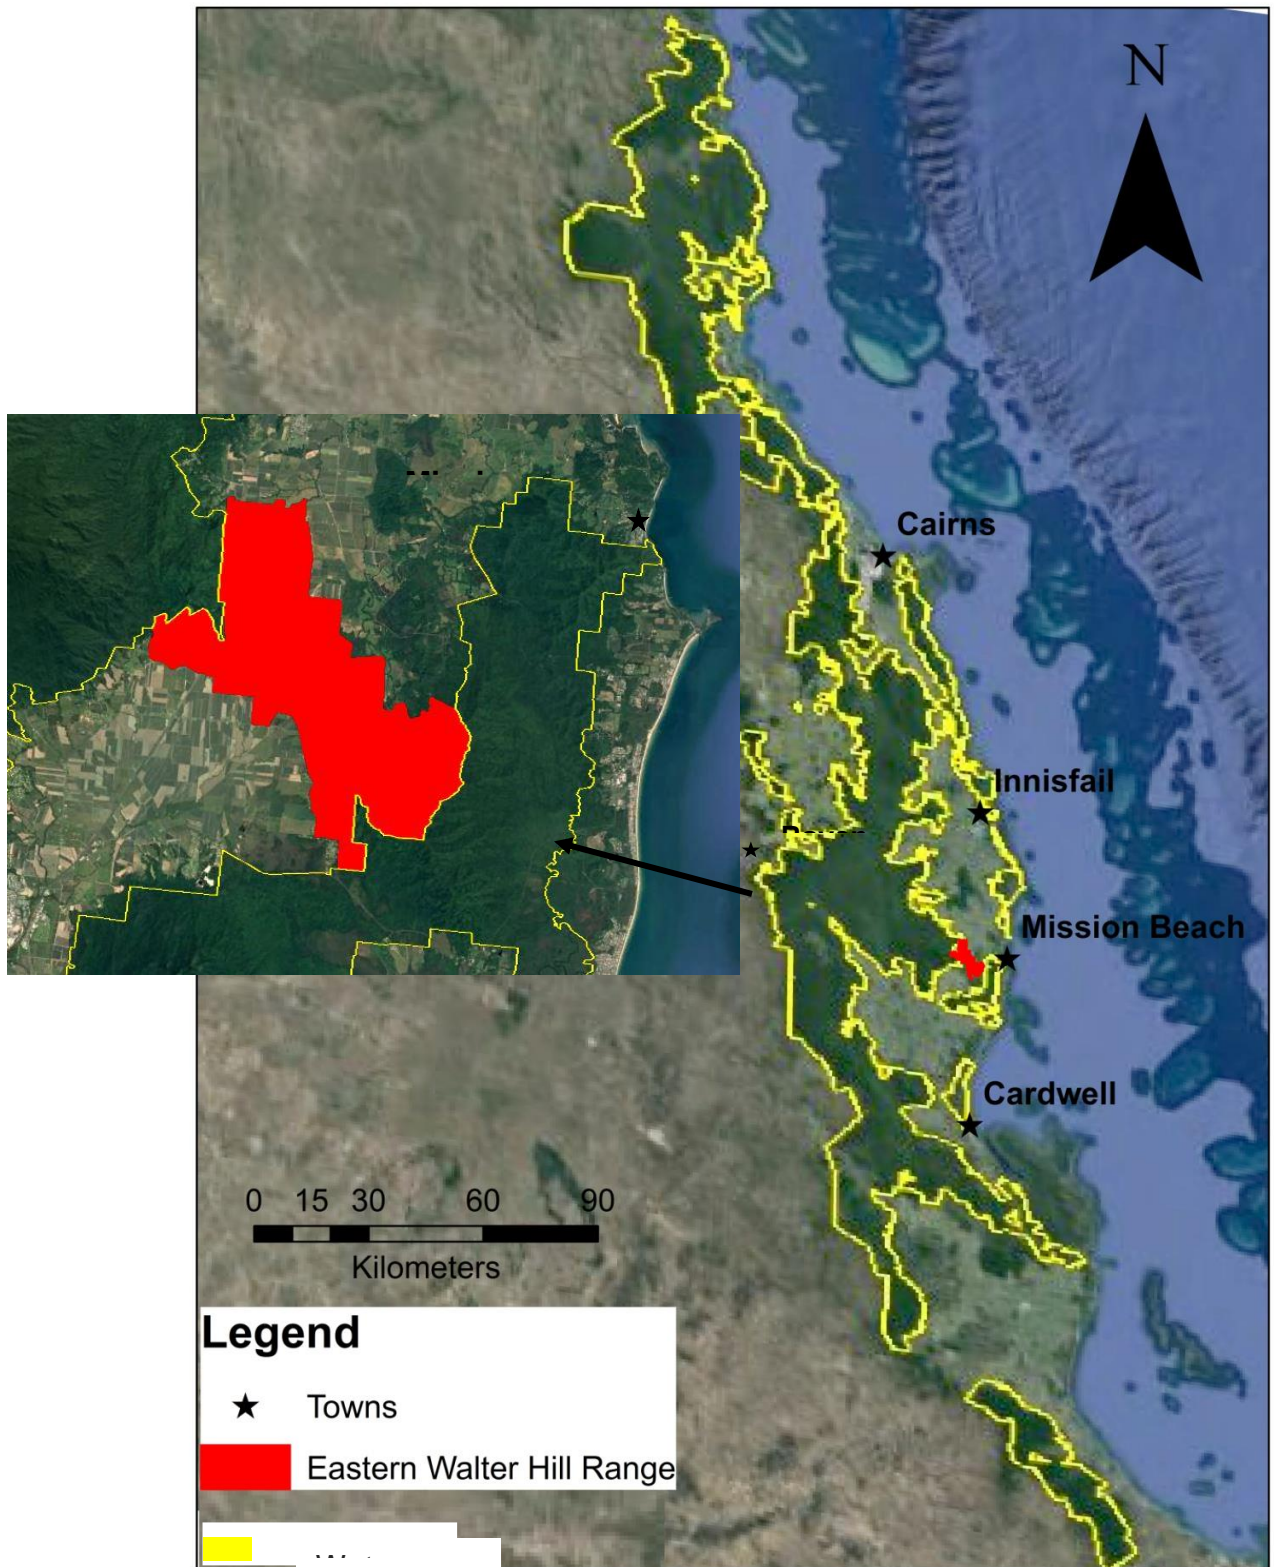 N
Cairns
Innisfail
Mission Beach
Cardwell
0 15 30 60 90
Kilometers
Legend
Towns
Eastern Walter Hill Range